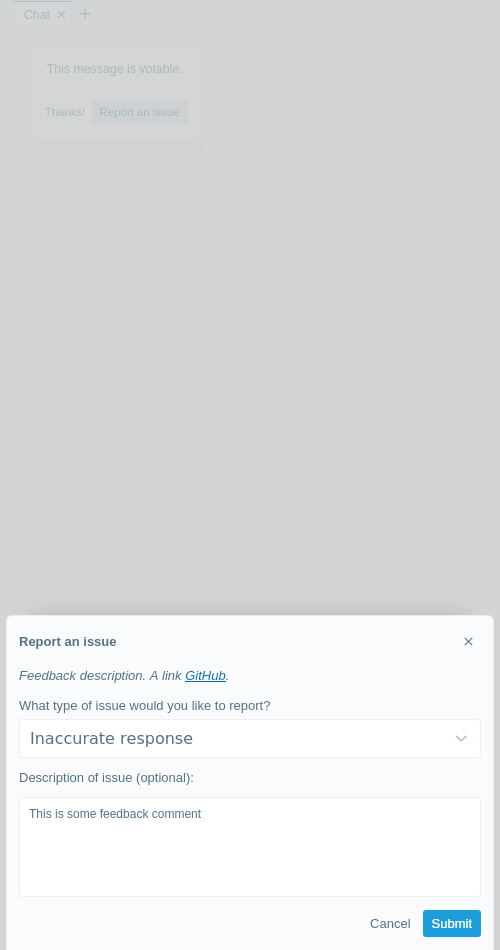 Chat
This message is votable.
Thanks! Report an issue
Report an issue
Feedback description. A link GitHub.
What type of issue would you like to report?
Inaccurate response
Description of issue (optional):
This is some feedback comment
Cancel Submit